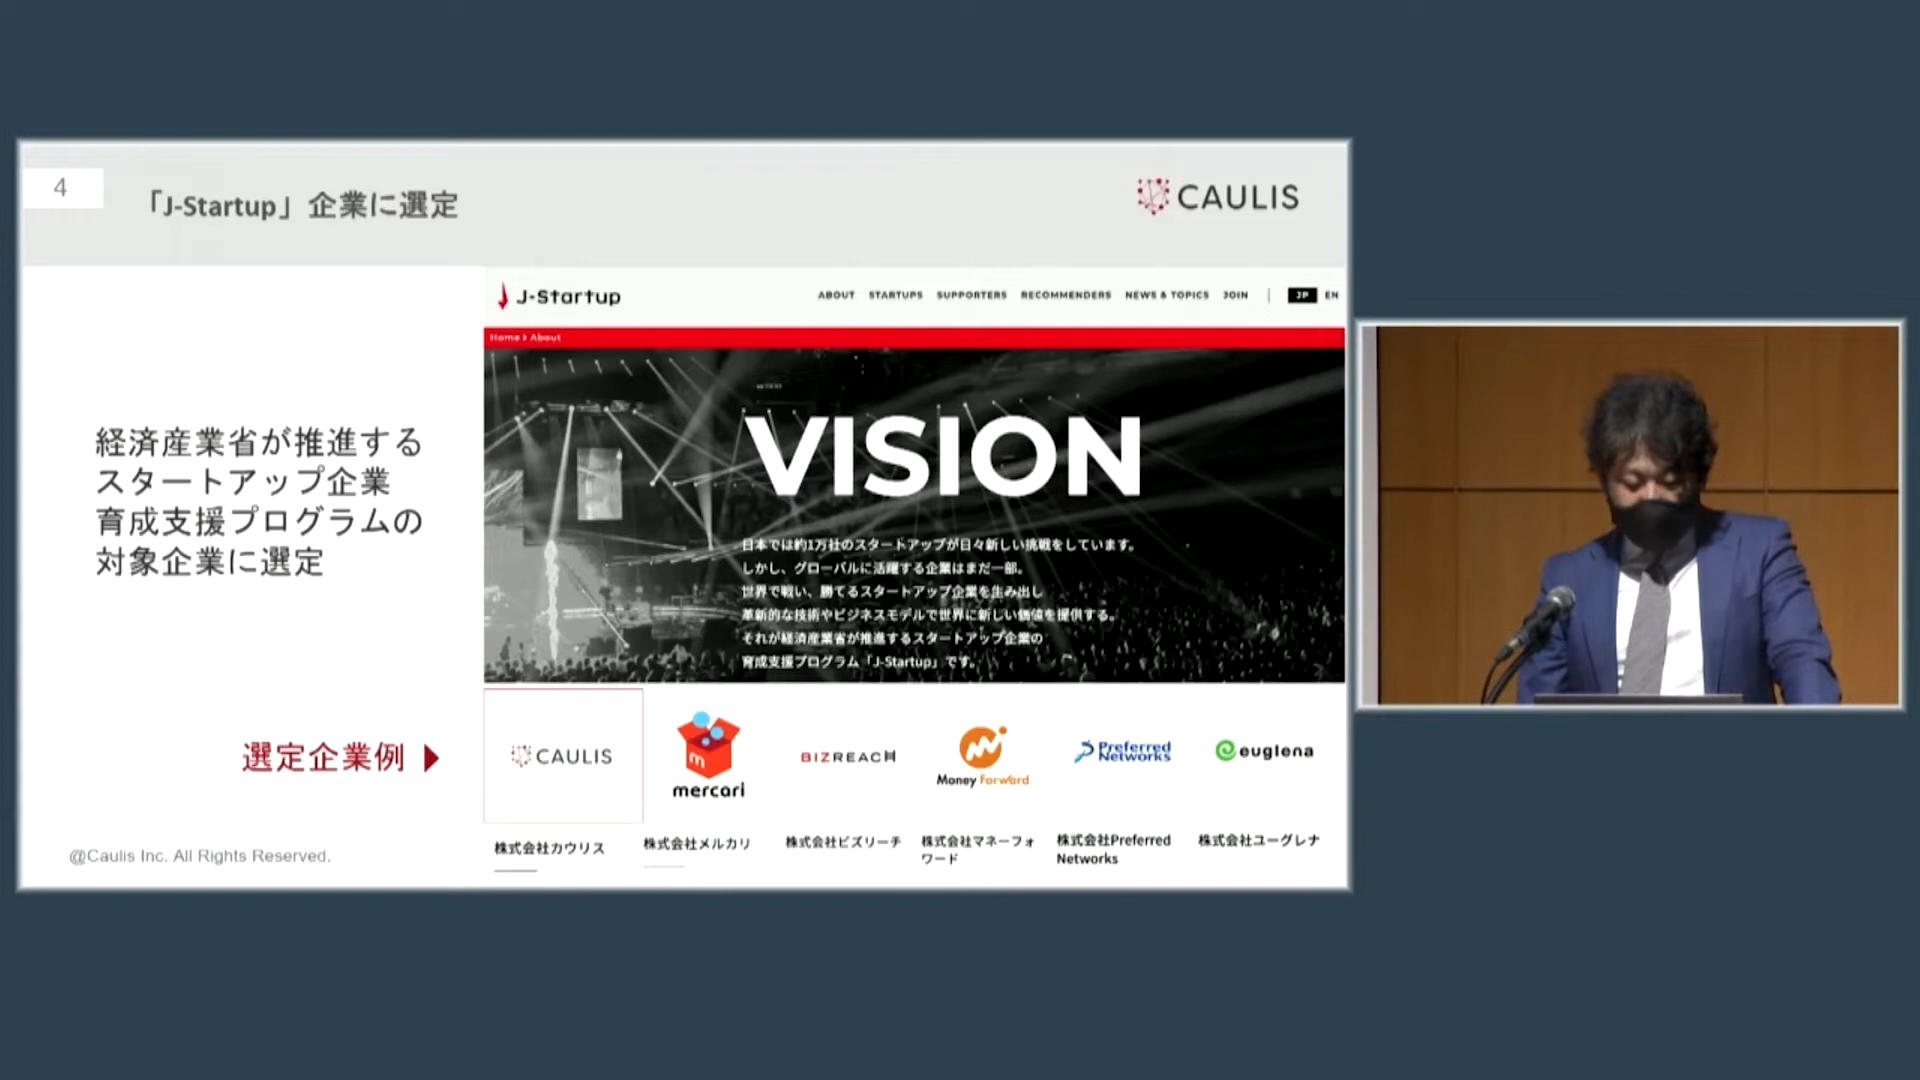 4
「J-Startup」企業に選定
CAULIS
J-Startup
ABOUT STARTUPS SUPPORTERS RECOMMENDERS NEWS & TOPICS JOIN | JP EN
Home > About
VISION
日本では約1万社のスタートアップが日々新しい挑戦をしています。
しかし、グローバルに活躍する企業はまだ一部。
世界で戦い、勝てるスタートアップ企業を生み出し
革新的な技術やビジネスモデルで世界に新しい価値を提供する。
それが経済産業省が推進するスタートアップ企業の
育成支援プログラム「J-Startup」です。
経済産業省が推進する
スタートアップ企業
育成支援プログラムの
対象企業に選定
選定企業例
CAULIS
m
mercari
BIZREACH
Money Forward
Preferred
Networks
euglena
株式会社カウリス
株式会社メルカリ
株式会社ビズリーチ
株式会社マネーフォ
ワード
株式会社Preferred
Networks
株式会社ユーグレナ
@Caulis Inc. All Rights Reserved.